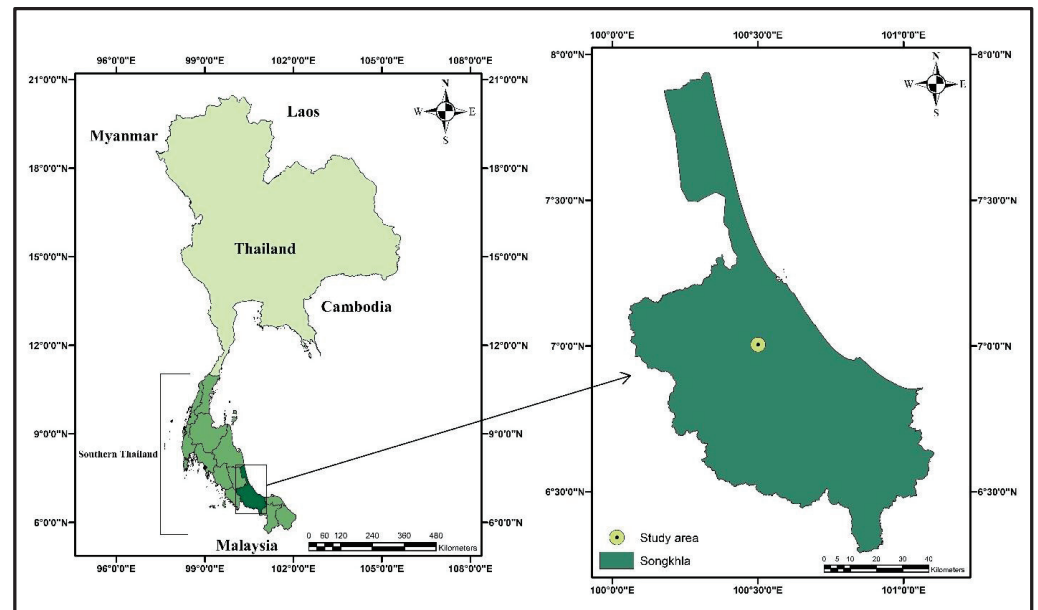 96°0'0"E 99°0'0"E 102°0'0"E 105°0'0"E 108°0'0"E
21°0'0"N 21°0'0"N
N
W E
S
Laos
Myanmar
18°0'0"N 18°0'0"N
Thailand
15°0'0"N 15°0'0"N
Cambodia
12°0'0"N 12°0'0"N
9°0'0"N 9°0'0"N
Southern Thailand
6°0'0"N 6°0'0"N
Malaysia
0 60 120 240 360 480
Kilometers
96°0'0"E 99°0'0"E 102°0'0"E 105°0'0"E 108°0'0"E
100°0'0"E 100°30'0"E 101°0'0"E
8°0'0"N 8°0'0"N
N
W E
S
7°30'0"N 7°30'0"N
7°0'0"N 7°0'0"N
6°30'0"N 6°30'0"N
Study area
Songkhla
0 5 10 20 30 40
Kilometers
100°0'0"E 100°30'0"E 101°0'0"E